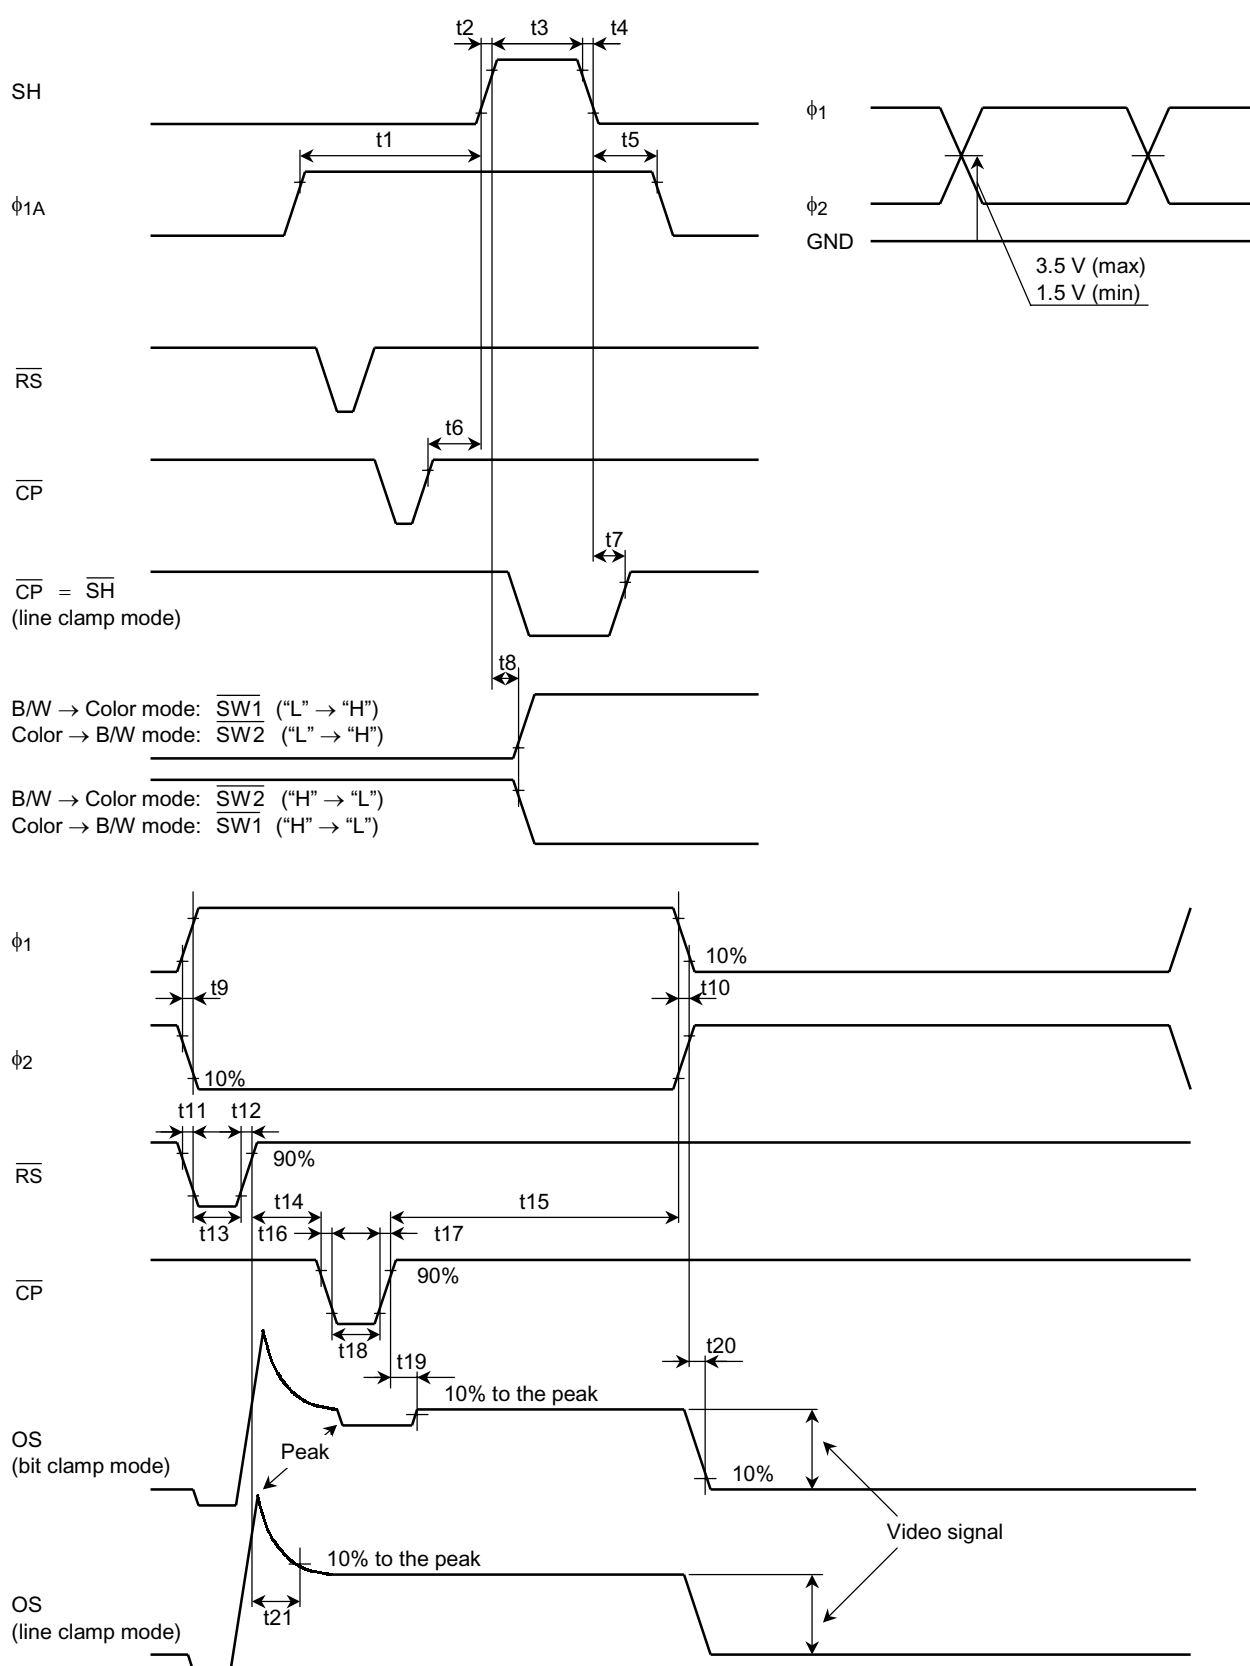 t2 t3 t4
SH
t1 t5
ϕ1A
ϕ1
ϕ2
GND
3.5 V (max)
1.5 V (min)
RS
t6
CP
t7
CP = SH
(line clamp mode)
t8
B/W → Color mode: SW1 (“L” → “H”)
Color → B/W mode: SW2 (“L” → “H”)
B/W → Color mode: SW2 (“H” → “L”)
Color → B/W mode: SW1 (“H” → “L”)
ϕ1
10%
t9 t10
ϕ2
10%
t11 t12
RS
90%
t14 t15
t13 t16 t17
CP
90%
t18
t20
t19
10% to the peak
OS
(bit clamp mode)
Peak
10%
Video signal
10% to the peak
OS
(line clamp mode)
t21